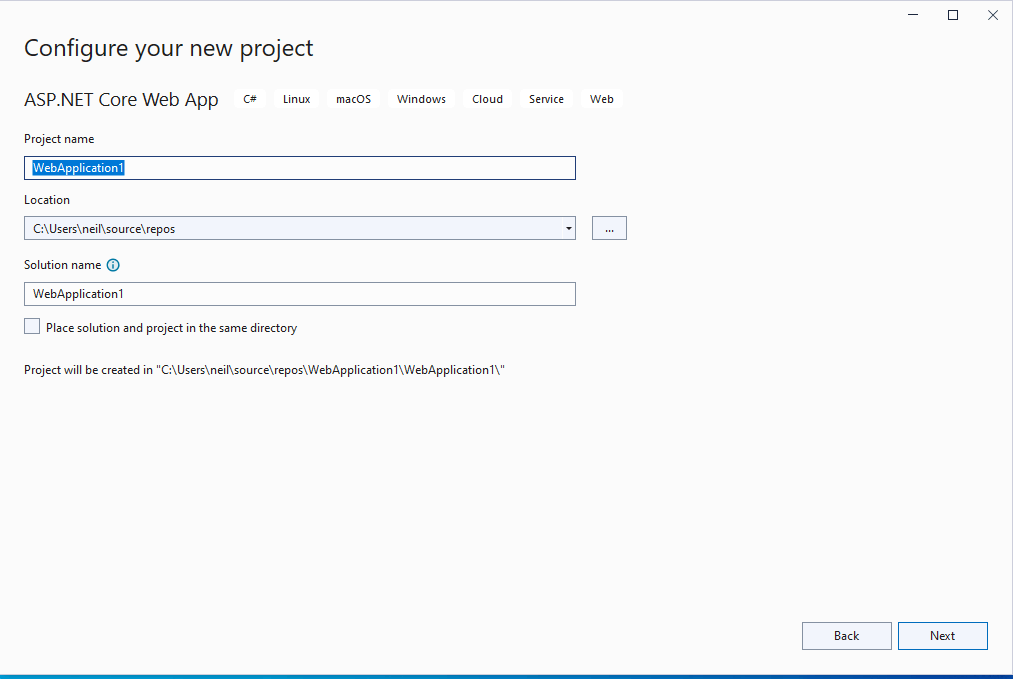 Configure your new project
ASP.NET Core Web App C# Linux macOS Windows Cloud Service Web
Project name
WebApplication1
Location
C:\Users\neil\source\repos
...
Solution name
WebApplication1
Place solution and project in the same directory
Project will be created in "C:\Users\neil\source\repos\WebApplication1\WebApplication1\"
Back Next